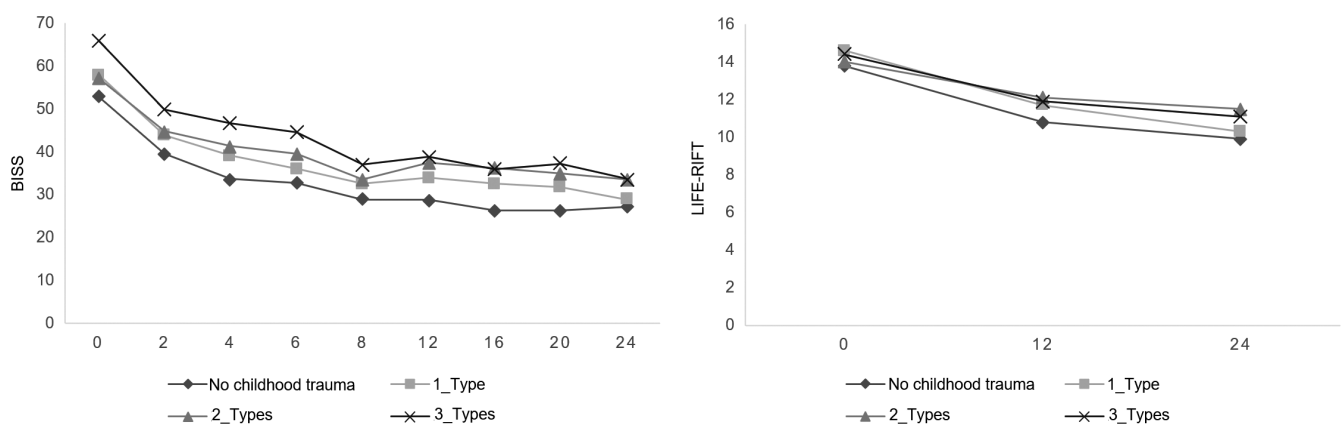 70
60
50
40
30
20
10
0
BISS
0 2 4 6 8 12 16 20 24
No childhood trauma 1_Type
2_Types 3_Types
16
14
12
10
8
6
4
2
0
LIFE-RIFT
0 12 24
No childhood trauma 1_Type
2_Types 3_Types